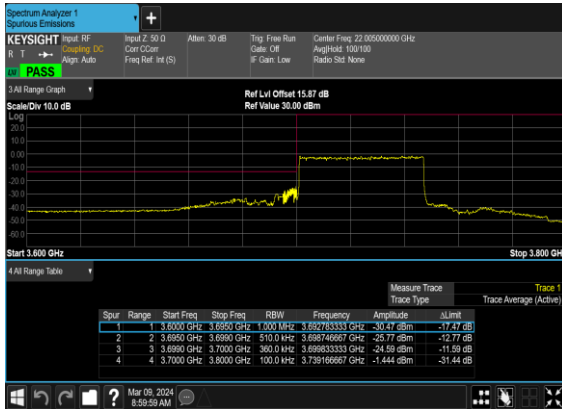 Spectrum Analyzer 1
Spurious Emissions
KEYSIGHT Input: RF Input Z: 50 Ω Atten: 30 dB Trig: Free Run Center Freq: 22.005000000 GHz
R T Coupling: DC Corr CCorr Gate: Off Avg|Hold: 100/100
Align: Auto Freq Ref: Int (S) IF Gain: Low Radio Std: None
PASS
3 All Range Graph
Ref Lvl Offset 15.87 dB
Scale/Div 10.0 dB Ref Value 30.00 dBm
Log
20.0
10.0
0.00
-10.0
-20.0
-30.0
-40.0
-50.0
-60.0
Start 3.600 GHz Stop 3.800 GH
4 All Range Table
Measure Trace Trace 1
Trace Type Trace Average (Active)
Spur Range Start Freq Stop Freq RBW Frequency Amplitude ΔLimit
1 1 3.6000 GHz 3.6950 GHz 1.000 MHz 3.692783333 GHz -30.47 dBm -17.47 dB
2 2 3.6950 GHz 3.6990 GHz 510.0 kHz 3.698746667 GHz -25.77 dBm -12.77 dB
3 3 3.6990 GHz 3.7000 GHz 360.0 kHz 3.699833333 GHz -24.59 dBm -11.59 dB
4 4 3.7000 GHz 3.8000 GHz 100.0 kHz 3.739166667 GHz -1.444 dBm -31.44 dB
Mar 09, 2024
8:59:59 AM